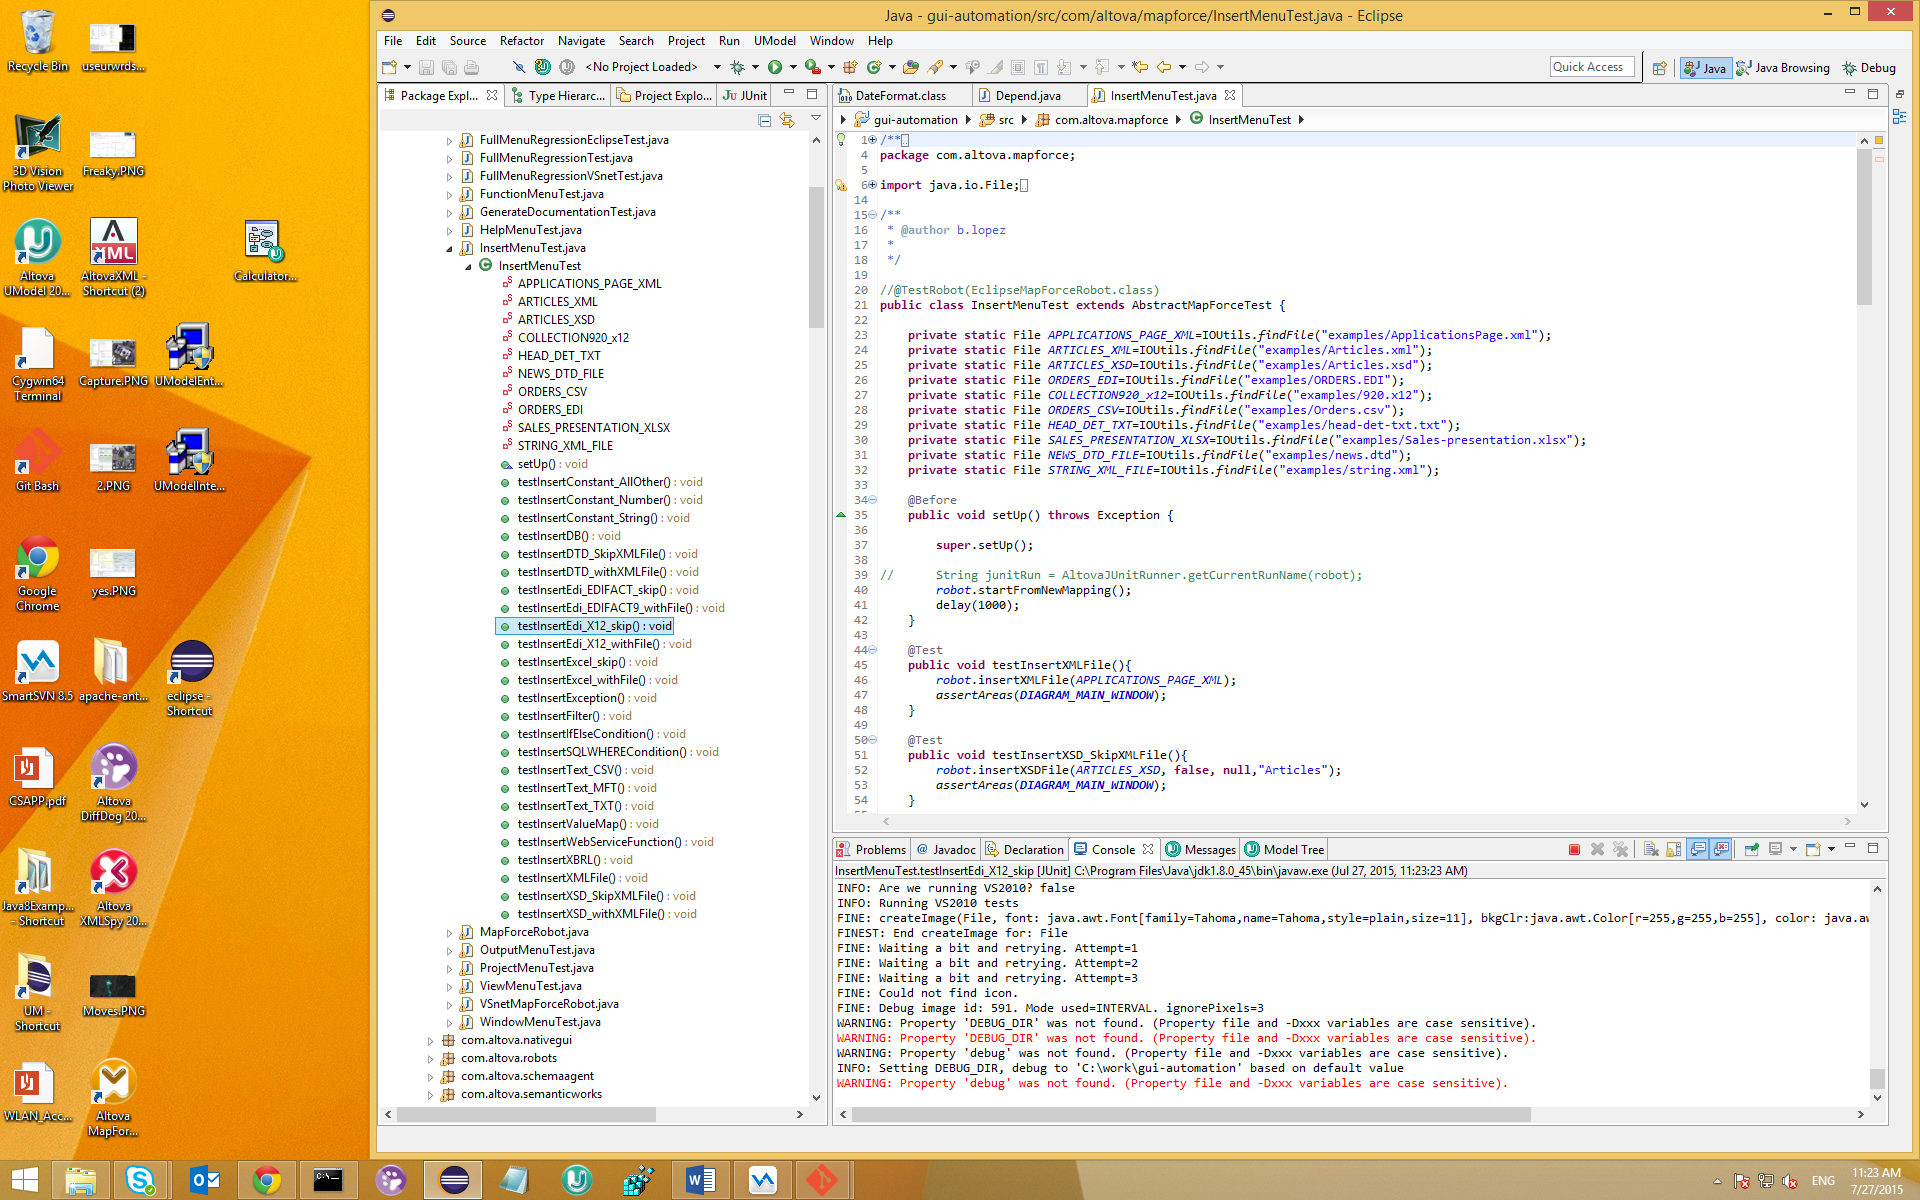 Recycle Bin
useurwrds...
3D Vision
Photo Viewer
Freaky.PNG
Altova
UModel 20...
AltovaXML -
Shortcut (2)
Calculator...
Cygwin64
Terminal
Capture.PNG
UModelEnt...
Git Bash
2.PNG
UModelInte...
Google
Chrome
yes.PNG
SmartSVN 8.5
apache-ant...
eclipse -
Shortcut
CSAPP.pdf
Altova
DiffDog 20...
Java8Examp...
- Shortcut
Altova
XMLSpy 20...
UM -
Shortcut
Moves.PNG
WLAN_Acc...
Altova
MapFor...
Java - gui-automation/src/com/altova/mapforce/InsertMenuTest.java - Eclipse
File Edit Source Refactor Navigate Search Project Run UModel Window Help
<No Project Loaded>
Quick Access
Java
Java Browsing
Debug
Package Expl...
Type Hierarc...
Project Explo...
JUnit
FullMenuRegressionEclipseTest.java
FullMenuRegressionTest.java
FullMenuRegressionVSnetTest.java
FunctionMenuTest.java
GenerateDocumentationTest.java
HelpMenuTest.java
InsertMenuTest.java
InsertMenuTest
APPLICATIONS_PAGE_XML
ARTICLES_XML
ARTICLES_XSD
COLLECTION920_x12
HEAD_DET_TXT
NEWS_DTD_FILE
ORDERS_CSV
ORDERS_EDI
SALES_PRESENTATION_XLSX
STRING_XML_FILE
setUp() : void
testInsertConstant_AllOther() : void
testInsertConstant_Number() : void
testInsertConstant_String() : void
testInsertDB() : void
testInsertDTD_SkipXMLFile() : void
testInsertDTD_withXMLFile() : void
testInsertEdi_EDIFACT_skip() : void
testInsertEdi_EDIFACT9_withFile() : void
testInsertEdi_X12_skip() : void
testInsertEdi_X12_withFile() : void
testInsertExcel_skip() : void
testInsertExcel_withFile() : void
testInsertException() : void
testInsertFilter() : void
testInsertIfElseCondition() : void
testInsertSQLWHERECondition() : void
testInsertText_CSV() : void
testInsertText_MFT() : void
testInsertText_TXT() : void
testInsertValueMap() : void
testInsertWebServiceFunction() : void
testInsertXBRL() : void
testInsertXMLFile() : void
testInsertXSD_SkipXMLFile() : void
testInsertXSD_withXMLFile() : void
MapForceRobot.java
OutputMenuTest.java
ProjectMenuTest.java
ViewMenuTest.java
VSnetMapForceRobot.java
WindowMenuTest.java
com.altova.nativegui
com.altova.robots
com.altova.schemaagent
com.altova.semanticworks
DateFormat.class
Depend.java
InsertMenuTest.java
gui-automation
src
com.altova.mapforce
InsertMenuTest
1 /**
4 package com.altova.mapforce;
5
6 import java.io.File;
14
15 /**
16 * @author b.lopez
17 *
18 */
19
20 //@TestRobot(EclipseMapForceRobot.class)
21 public class InsertMenuTest extends AbstractMapForceTest {
22
23 private static File APPLICATIONS_PAGE_XML=IOUtils.findFile("examples/ApplicationsPage.xml");
24 private static File ARTICLES_XML=IOUtils.findFile("examples/Articles.xml");
25 private static File ARTICLES_XSD=IOUtils.findFile("examples/Articles.xsd");
26 private static File ORDERS_EDI=IOUtils.findFile("examples/ORDERS.EDI");
27 private static File COLLECTION920_x12=IOUtils.findFile("examples/920.x12");
28 private static File ORDERS_CSV=IOUtils.findFile("examples/Orders.csv");
29 private static File HEAD_DET_TXT=IOUtils.findFile("examples/head-det-txt.txt");
30 private static File SALES_PRESENTATION_XLSX=IOUtils.findFile("examples/Sales-presentation.xlsx");
31 private static File NEWS_DTD_FILE=IOUtils.findFile("examples/news.dtd");
32 private static File STRING_XML_FILE=IOUtils.findFile("examples/string.xml");
33
34 @Before
35 public void setUp() throws Exception {
36
37 super.setUp();
38
39 // String junitRun = AltovaJUnitRunner.getCurrentRunName(robot);
40 robot.startFromNewMapping();
41 delay(1000);
42 }
43
44 @Test
45 public void testInsertXMLFile(){
46 robot.insertXMLFile(APPLICATIONS_PAGE_XML);
47 assertAreas(DIAGRAM_MAIN_WINDOW);
48 }
49
50 @Test
51 public void testInsertXSD_SkipXMLFile(){
52 robot.insertXSDFile(ARTICLES_XSD, false, null,"Articles");
53 assertAreas(DIAGRAM_MAIN_WINDOW);
54 }
Problems
Javadoc
Declaration
Console
Messages
Model Tree
InsertMenuTest.testInsertEdi_X12_skip [JUnit] C:\Program Files\Java\jdk1.8.0_45\bin\javaw.exe (Jul 27, 2015, 11:23:23 AM)
INFO: Are we running VS2010? false
INFO: Running VS2010 tests
FINE: createImage(File, font: java.awt.Font[family=Tahoma,name=Tahoma,style=plain,size=11], bkgClr:java.awt.Color[r=255,g=255,b=255], color: java.aw
FINEST: End createImage for: File
FINE: Waiting a bit and retrying. Attempt=1
FINE: Waiting a bit and retrying. Attempt=2
FINE: Waiting a bit and retrying. Attempt=3
FINE: Could not find icon.
FINE: Debug image id: 591. Mode used=INTERVAL. ignorePixels=3
WARNING: Property 'DEBUG_DIR' was not found. (Property file and -Dxxx variables are case sensitive).
WARNING: Property 'DEBUG_DIR' was not found. (Property file and -Dxxx variables are case sensitive).
WARNING: Property 'debug' was not found. (Property file and -Dxxx variables are case sensitive).
INFO: Setting DEBUG_DIR, debug to 'C:\work\gui-automation' based on default value
WARNING: Property 'debug' was not found. (Property file and -Dxxx variables are case sensitive).
ENG
11:23 AM
7/27/2015